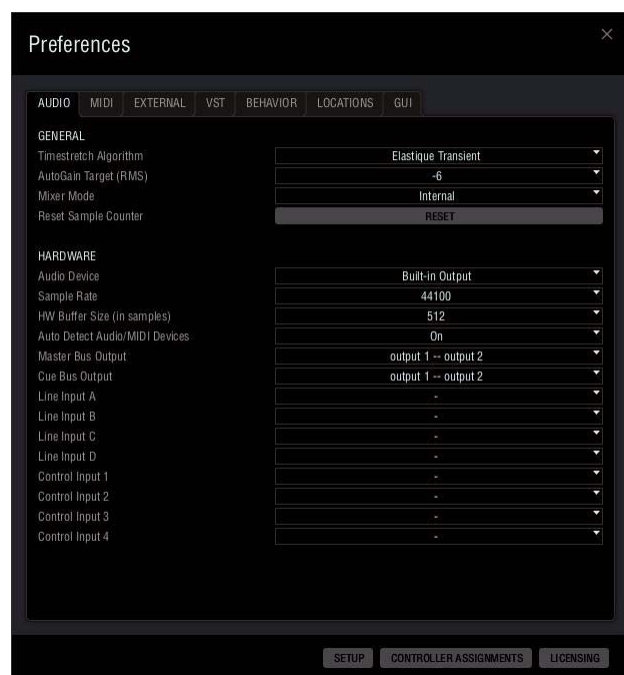 Preferences
AUDIO MIDI EXTERNAL VST BEHAVIOR LOCATIONS GUI
GENERAL
Timestretch Algorithm Elastique Transient
AutoGain Target (RMS) -6
Mixer Mode Internal
Reset Sample Counter RESET
HARDWARE
Audio Device Built-in Output
Sample Rate 44100
HW Buffer Size (in samples) 512
Auto Detect Audio/MIDI Devices On
Master Bus Output output 1 -- output 2
Cue Bus Output output 1 -- output 2
Line Input A -
Line Input B -
Line Input C -
Line Input D -
Control Input 1 -
Control Input 2 -
Control Input 3 -
Control Input 4 -
SETUP CONTROLLER ASSIGNMENTS LICENSING